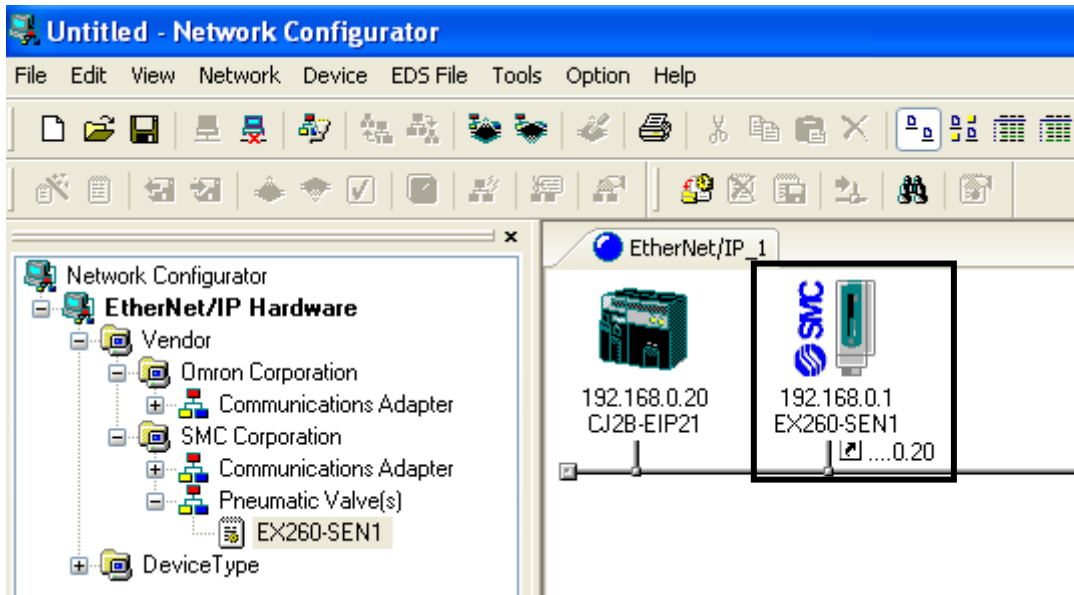 Untitled - Network Configurator
File Edit View Network Device EDS File Tools Option Help
x
Network Configurator
EtherNet/IP Hardware
Vendor
Omron Corporation
Communications Adapter
SMC Corporation
Communications Adapter
Pneumatic Valve(s)
EX260-SEN1
DeviceType
EtherNet/IP_1
SMC
192.168.0.20
CJ2B-EIP21
192.168.0.1
EX260-SEN1
....0.20